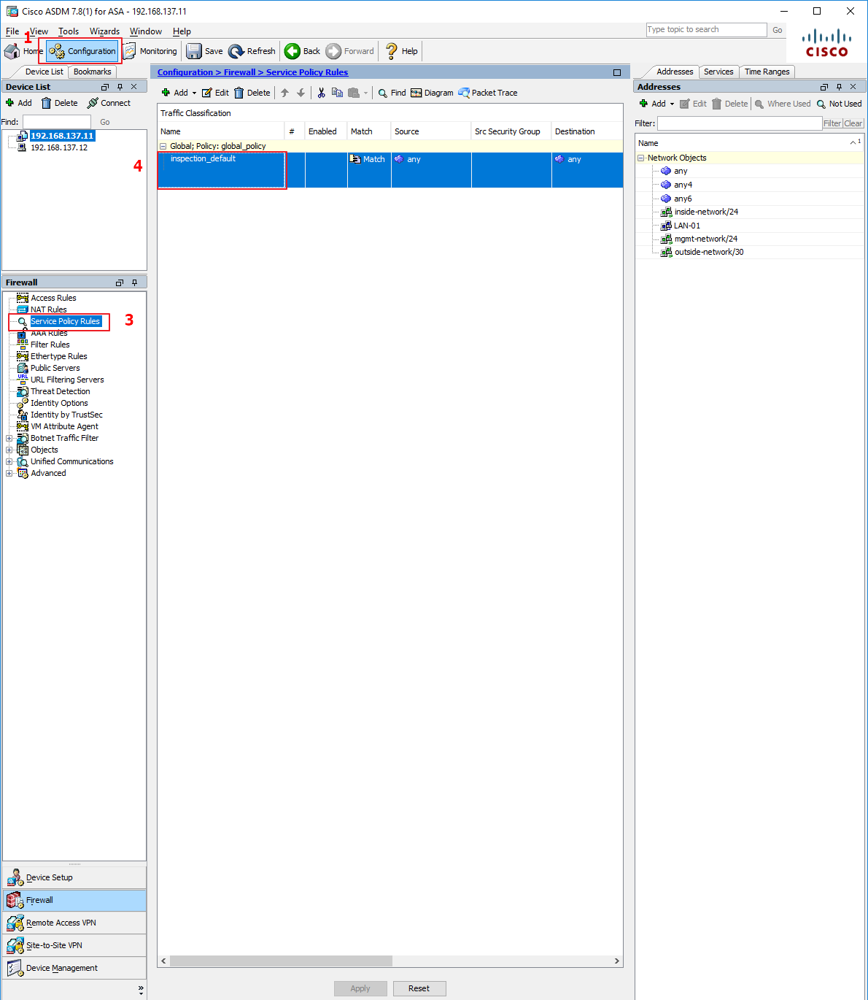 Cisco ASDM 7.8(1) for ASA - 192.168.137.11
File View Tools Wizards Window Help
Type topic to search Go
1
Home Configuration Monitoring Save Refresh Back Forward Help
CISCO
Device List Bookmarks
Configuration > Firewall > Service Policy Rules
Addresses Services Time Ranges
Device List
Addresses
Add Delete Connect
Add Edit Delete Find Diagram Packet Trace
Add Edit Delete Where Used Not Used
Find: Go
Filter: Filter Clear
192.168.137.11
192.168.137.12
Traffic Classification
Name # Enabled Match Source Src Security Group Destination
Global; Policy: global_policy
4
inspection_default Match any any
Name 1
Network Objects
any
any4
any6
inside-network/24
LAN-01
mgmt-network/24
outside-network/30
Firewall
Access Rules
NAT Rules
Service Policy Rules
3
AAA Rules
Filter Rules
Ethertype Rules
Public Servers
URL Filtering Servers
Threat Detection
Identity Options
Identity by TrustSec
VM Attribute Agent
Botnet Traffic Filter
Objects
Unified Communications
Advanced
Device Setup
Firewall
Remote Access VPN
Site-to-Site VPN
Device Management
Apply Reset